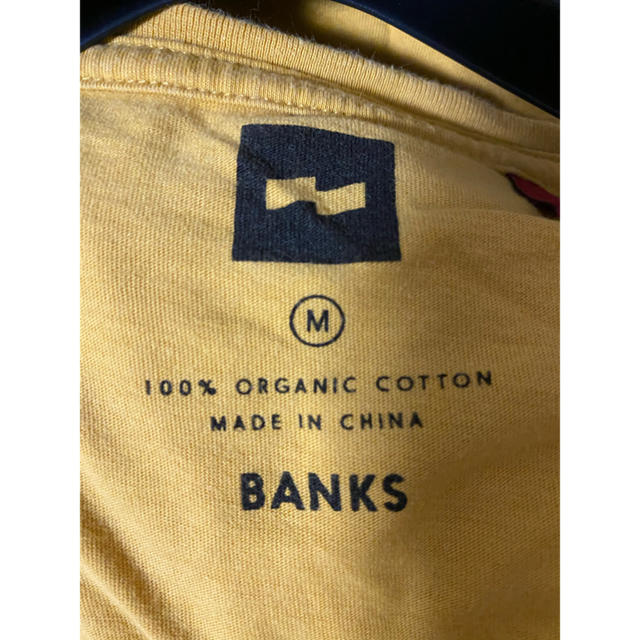 M
100% ORGANIC COTTON
MADE IN CHINA
BANKS